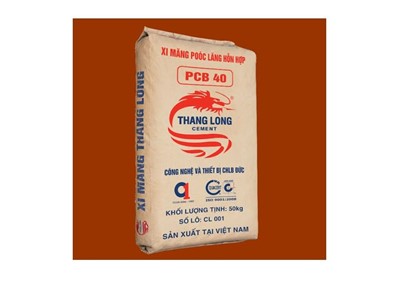 XI MĂNG POÓC LĂNG HỖN HỢP
PCB 40
THANG LONG
CEMENT
CÔNG NGHỆ VÀ THIẾT BỊ CHLB ĐỨC
KHỐI LƯỢNG TỊNH: 50kg
SỐ LÔ: CL 001
SẢN XUẤT TẠI VIỆT NAM
XI MĂNG THANG LONG